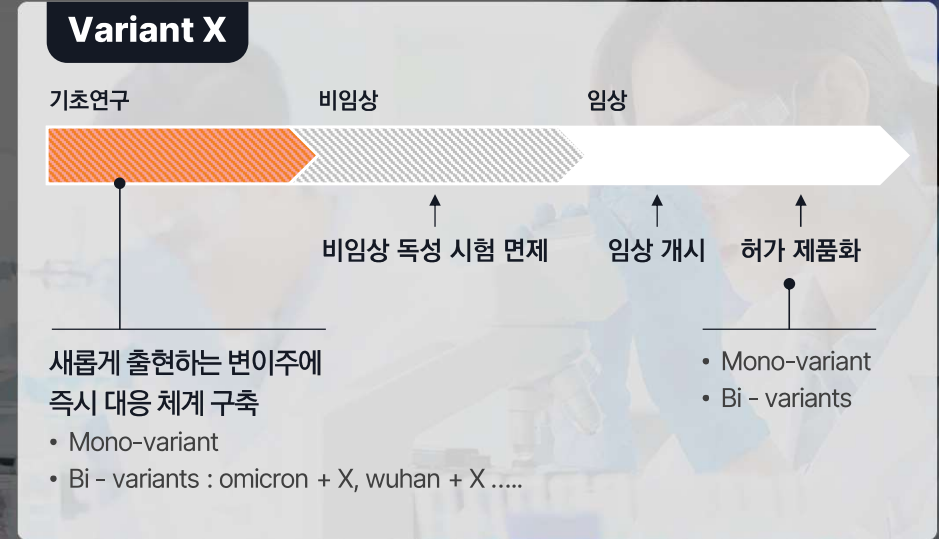 Variant X
기초연구
비임상
임상
비임상 독성 시험 면제
임상 개시
허가 제품화
새롭게 출현하는 변이주에
즉시 대응 체계 구축
• Mono-variant
• Bi - variants : omicron + X, wuhan + X .....
• Mono-variant
• Bi - variants